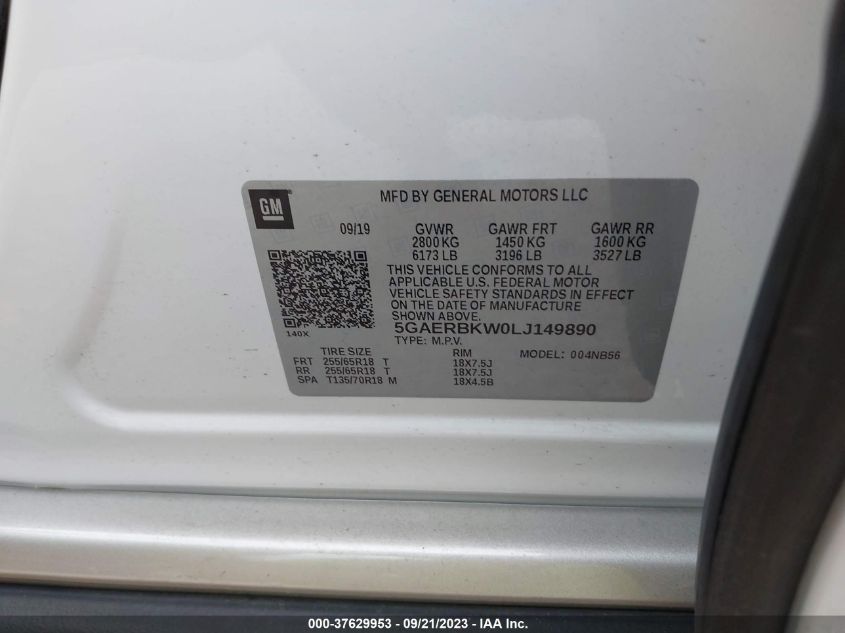 GM
MFD BY GENERAL MOTORS LLC
09/19 GVWR GAWR FRT GAWR RR
2800 KG 1450 KG 1600 KG
6173 LB 3196 LB 3527 LB
THIS VEHICLE CONFORMS TO ALL
APPLICABLE U.S. FEDERAL MOTOR
VEHICLE SAFETY STANDARDS IN EFFECT
ON THE DATE OF MANUFACTURE
SHOWN ABOVE.
140X
5GAERBKW0LJ149890
TYPE: M.P.V.
TIRE SIZE RIM MODEL: 004NB56
FRT 255/65R18 T 18X7.5J
RR 255/65R18 T 18X7.5J
SPA T135/70R18 M 18X4.5B
000-37629953 - 09/21/2023 - IAA Inc.